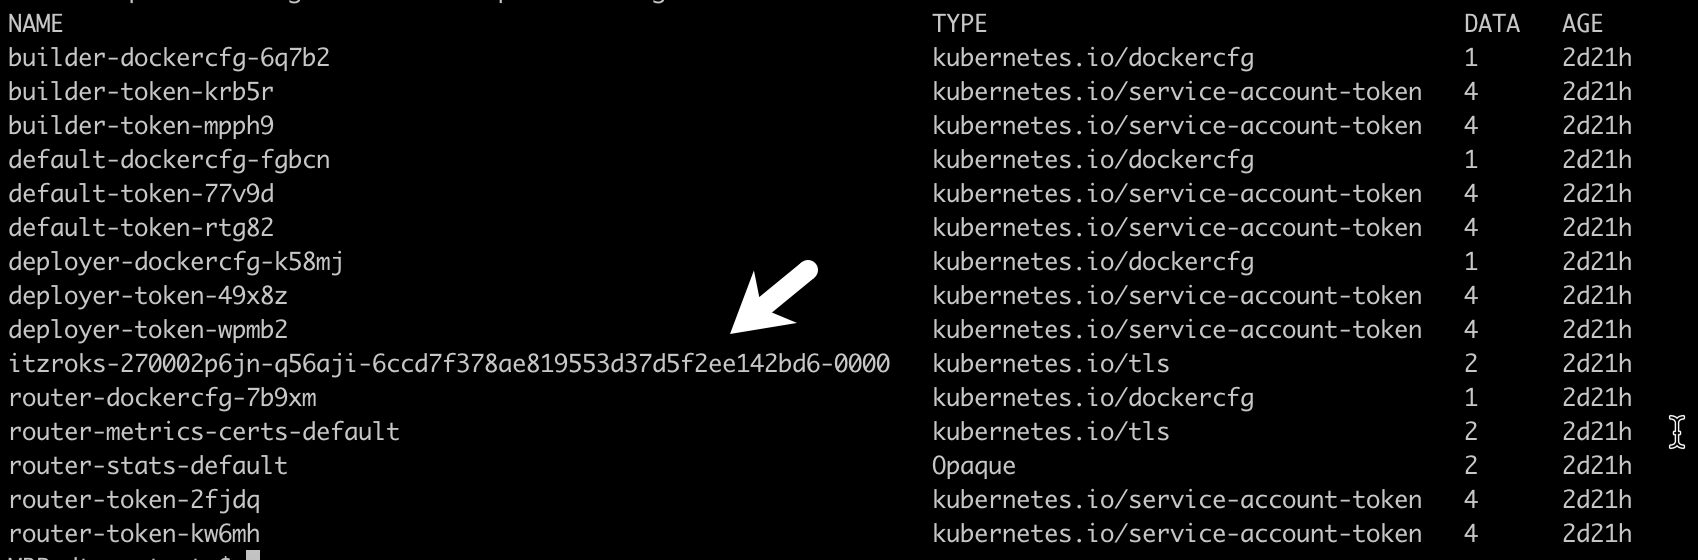 NAME TYPE DATA AGE
builder-dockercfg-6q7b2 kubernetes.io/dockercfg 1 2d21h
builder-token-krb5r kubernetes.io/service-account-token 4 2d21h
builder-token-mpph9 kubernetes.io/service-account-token 4 2d21h
default-dockercfg-fgbcn kubernetes.io/dockercfg 1 2d21h
default-token-77v9d kubernetes.io/service-account-token 4 2d21h
default-token-rtg82 kubernetes.io/service-account-token 4 2d21h
deployer-dockercfg-k58mj kubernetes.io/dockercfg 1 2d21h
deployer-token-49x8z kubernetes.io/service-account-token 4 2d21h
deployer-token-wpmb2 kubernetes.io/service-account-token 4 2d21h
itzroks-270002p6jn-q56aji-6ccd7f378ae819553d37d5f2ee142bd6-0000 kubernetes.io/tls 2 2d21h
router-dockercfg-7b9xm kubernetes.io/dockercfg 1 2d21h
router-metrics-certs-default kubernetes.io/tls 2 2d21h
router-stats-default Opaque 2 2d21h
router-token-2fjdq kubernetes.io/service-account-token 4 2d21h
router-token-kw6mh kubernetes.io/service-account-token 4 2d21h